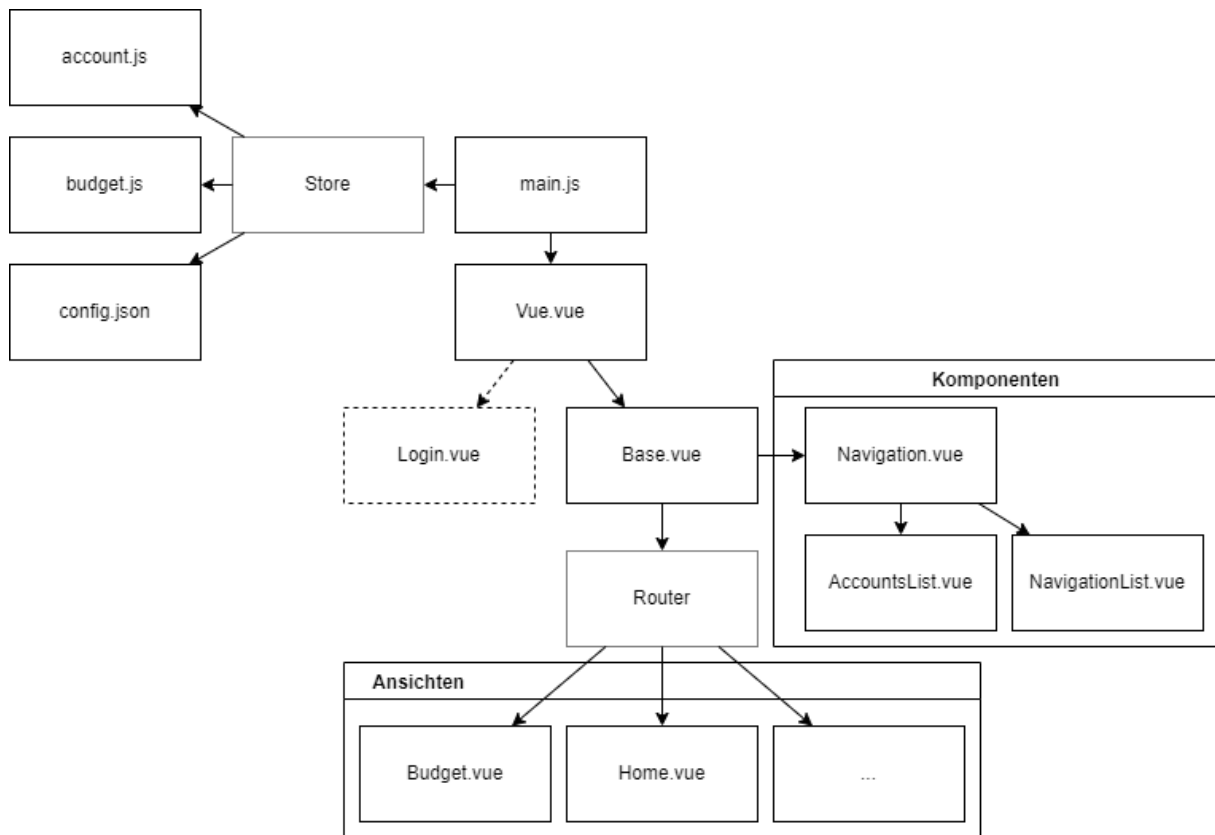 account.js
budget.js
Store
main.js
config.json
Vue.vue
Komponenten
Login.vue
Base.vue
Navigation.vue
Router
AccountsList.vue
NavigationList.vue
Ansichten
Budget.vue
Home.vue
...